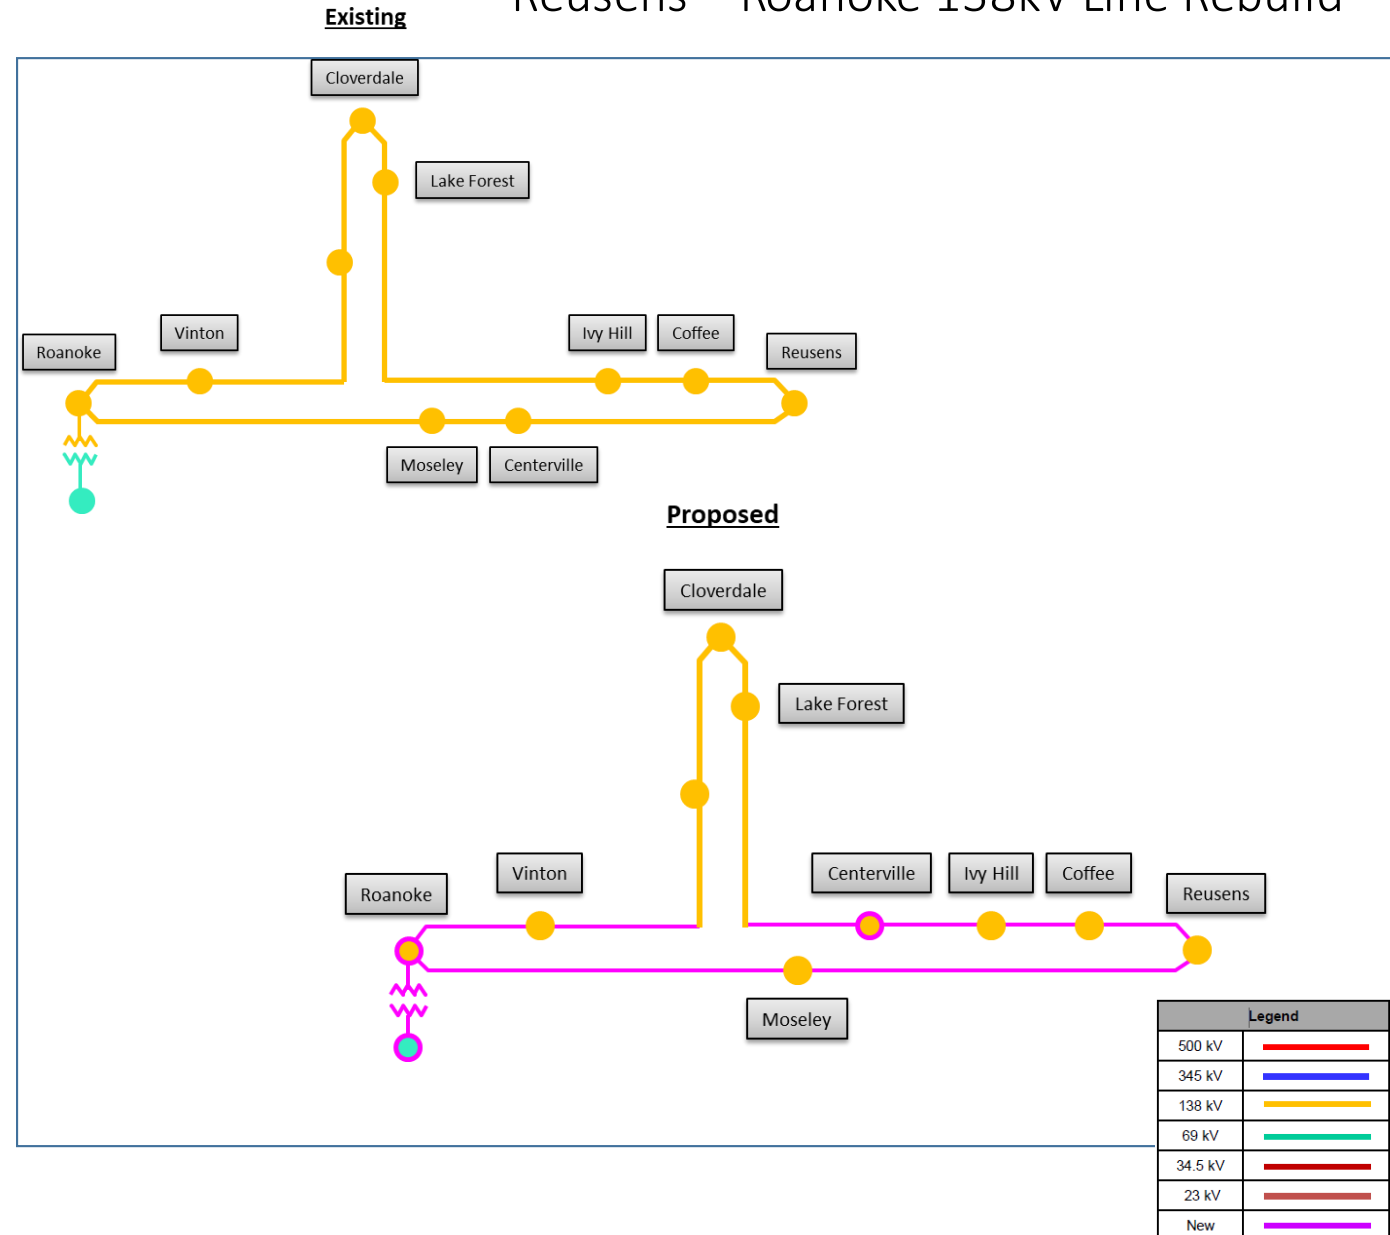 Reusens - Roanoke 138kV Line Rebuild
Existing
Cloverdale
Lake Forest
Vinton
Ivy Hill
Coffee
Roanoke
Reusens
Moseley
Centerville
Proposed
Cloverdale
Lake Forest
Vinton
Centerville
Ivy Hill
Coffee
Roanoke
Reusens
Moseley
Legend
500 kV
345 kV
138 kV
69 kV
34.5 kV
23 kV
New